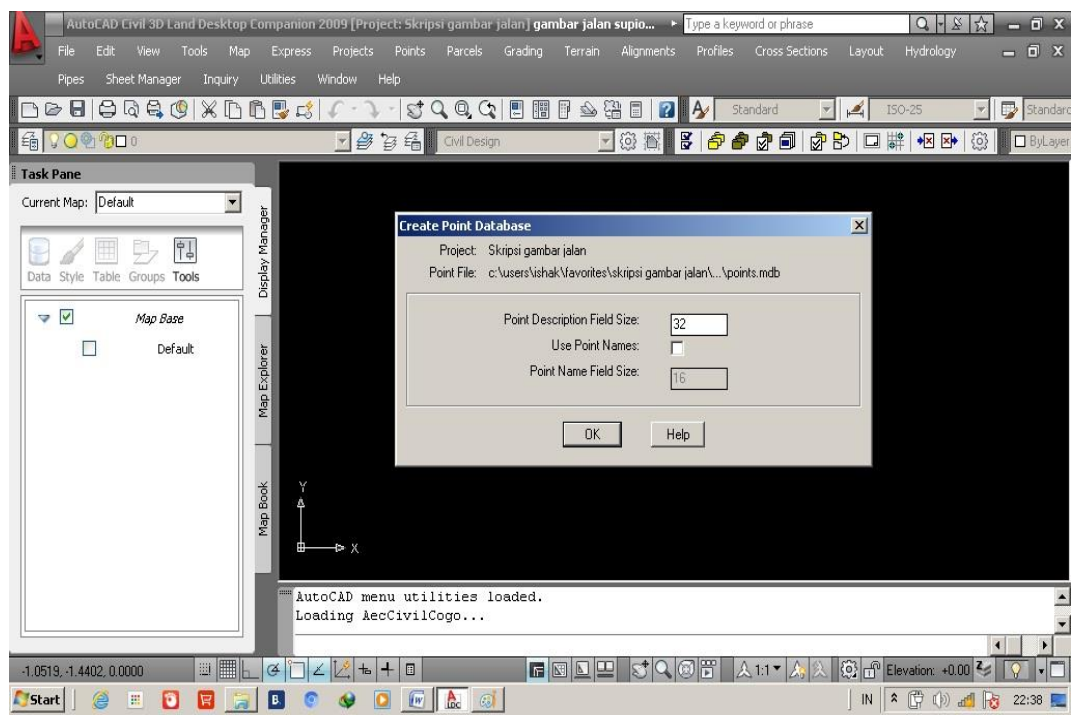 AutoCAD Civil 3D Land Desktop Companion 2009 [Project: Skripsi gambar jalan] gambar jalan supio...
Type a keyword or phrase
File Edit View Tools Map Express Projects Points Parcels Grading Terrain Alignments Profiles Cross Sections Layout Hydrology
Pipes Sheet Manager Inquiry Utilities Window Help
Standard
ISO-25
Standard
0
Civil Design
ByLayer
Task Pane
Current Map: Default
Data Style Table Groups Tools
Map Base
Default
Display Manager
Map Explorer
Map Book
Create Point Database
Project: Skripsi gambar jalan
Point File: c:\users\ishak\favorites\skripsi gambar jalan\...\points.mdb
Point Description Field Size: 32
Use Point Names:
Point Name Field Size: 16
OK Help
Y
X
AutoCAD menu utilities loaded.
Loading AecCivilCogo...
-1.0519, -1.4402, 0.0000
1:1
Elevation: +0.00
Start
IN
22:38